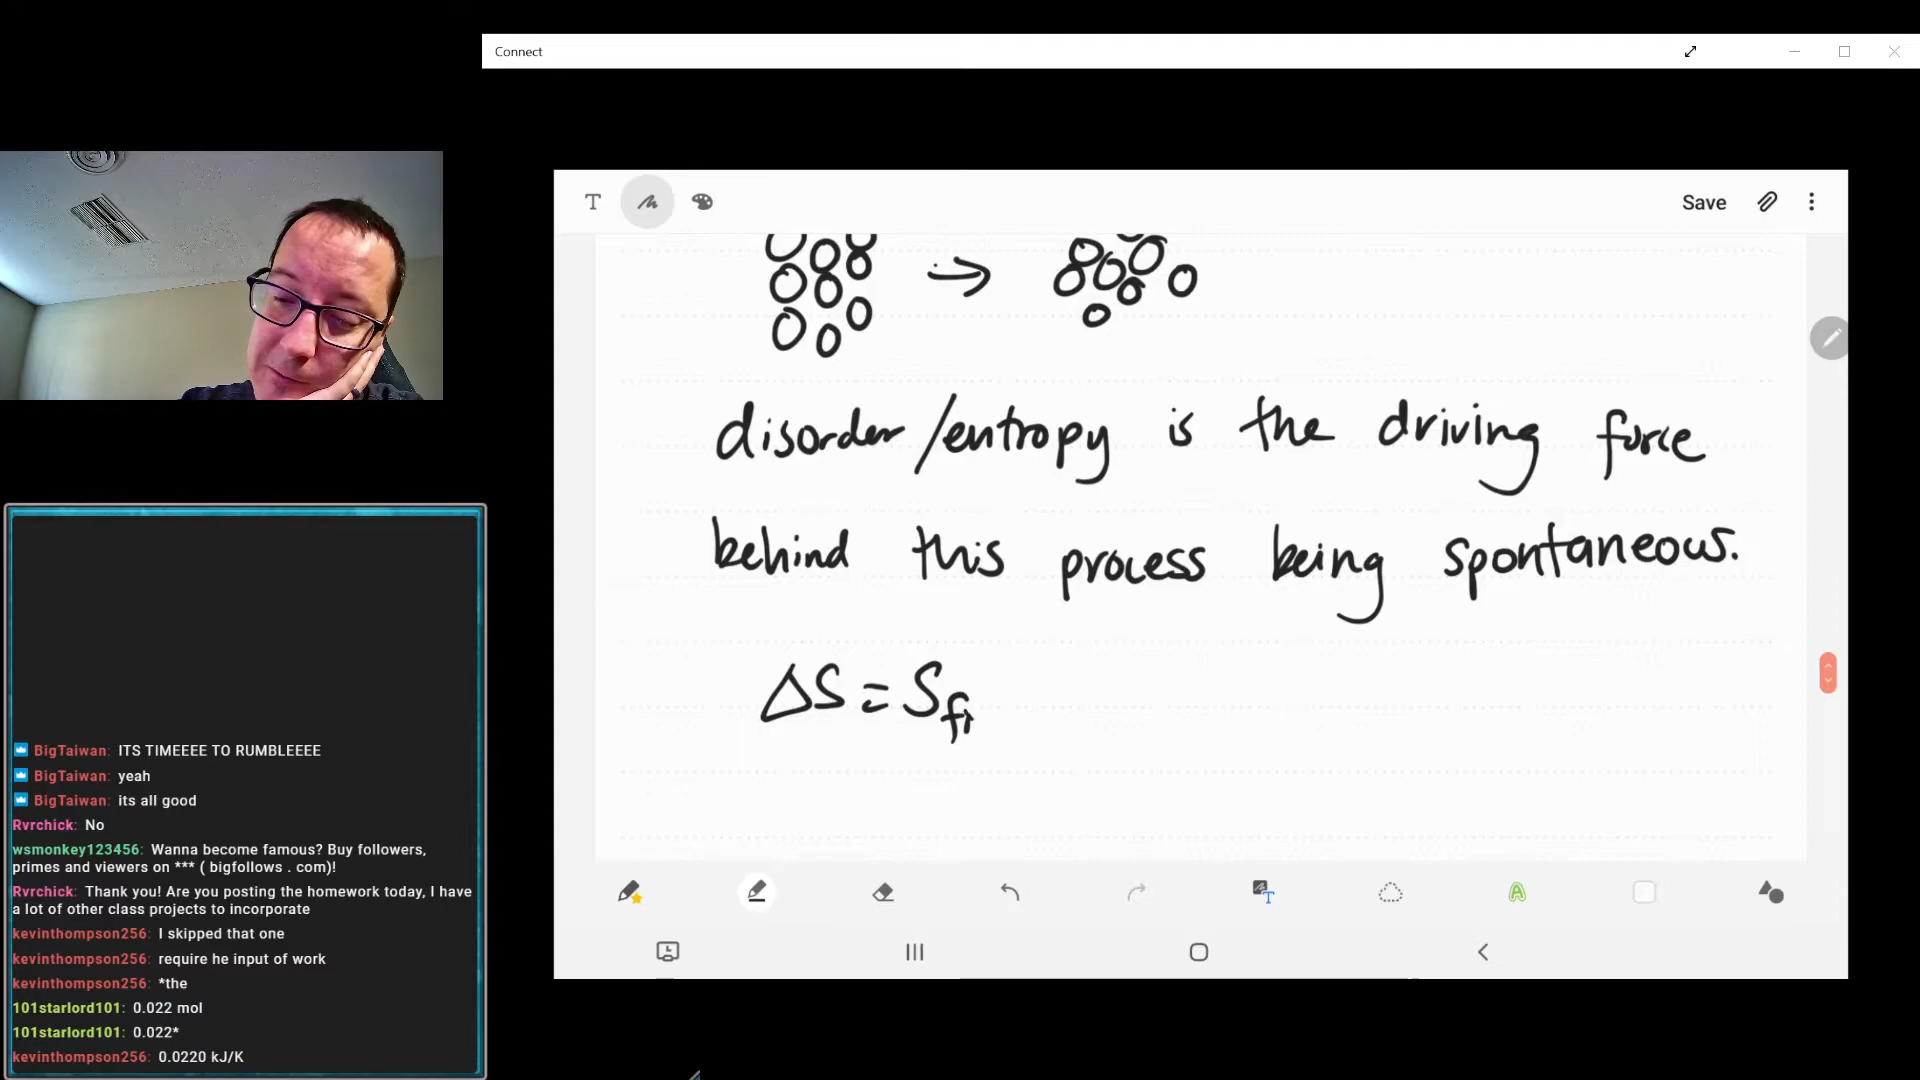 Connect
T
Save
disorder/entropy is the driving force
behind this process being spontaneous.
ΔS = Sfi
BigTaiwan: ITS TIMEEEE TO RUMBLEEEE
BigTaiwan: yeah
BigTaiwan: its all good
Rvrchick: No
wsmonkey123456: Wanna become famous? Buy followers,
primes and viewers on *** ( bigfollows . com)!
Rvrchick: Thank you! Are you posting the homework today, I have
a lot of other class projects to incorporate
kevinthompson256: I skipped that one
kevinthompson256: require he input of work
kevinthompson256: *the
101starlord101: 0.022 mol
101starlord101: 0.022*
kevinthompson256: 0.0220 kJ/K